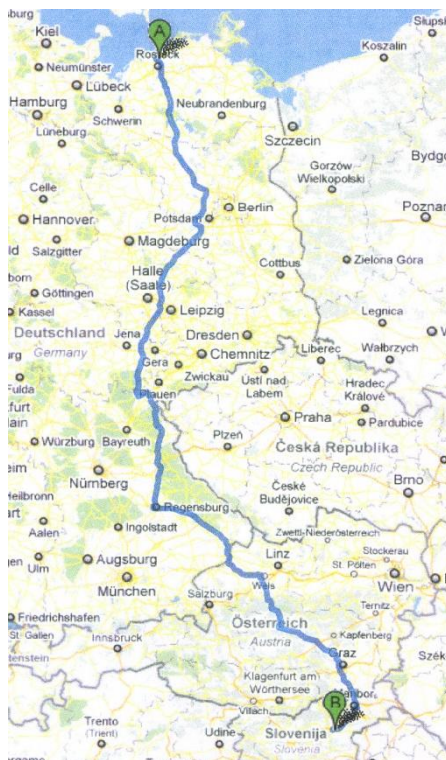 sburg
Kiel
A
Słups
Rostock
Koszalin
Neumünster
Lübeck
Hamburg
Schwerin
Neubrandenburg
Szczecin
Lüneburg
Bydg
Gorzów
Wielkopolski
Celle
Berlin
Potsdam
Poznań
Hannover
Magdeburg
Salzgitter
Zielona Góra
Cottbus
Halle
(Saale)
Göttingen
Leipzig
Legnica
Kassel
Deutschland
Germany
Jena
Dresden
Liberec
Wałbrzych
Gera
Chemnitz
Fulda
Zwickau
Ústí nad
Labem
Hradec
Králové
Plauen
Praha
Pardubice
Würzburg
Bayreuth
Plzeň
Česká Republika
Czech Republic
Nürnberg
Brno
Heilbronn
České
Budějovice
Regensburg
Aalen
Ingolstadt
Zwettl-Niederösterreich
Ulm
Augsburg
Linz
Stockerau
St. Pölten
Wien
München
Wels
Salzburg
Ternitz
Friedrichshafen
St. Gallen
Österreich
Austria
Kapfenberg
Innsbruck
Graz
Szék
Klagenfurt am
Wörthersee
Villach
B
Trento
(Trient)
Udine
Slovenija
Slovenia